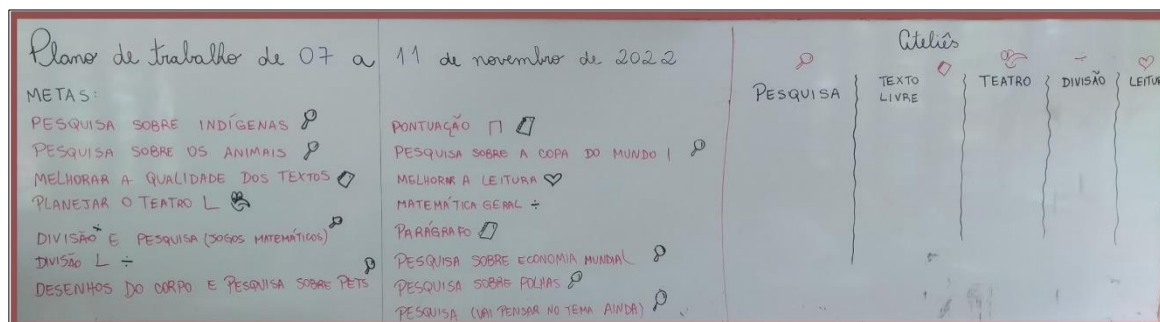 Plano de trabalho de 07 a 11 de novembro de 2022
METAS:
PESQUISA SOBRE INDÍGENAS
PESQUISA SOBRE OS ANIMAIS
MELHORAR A QUALIDADE DOS TEXTOS
PLANEJAR O TEATRO L
DIVISÃO E PESQUISA (JOGOS MATEMÁTICOS)
DIVISÃO L ÷
DESENHOS DO CORPO E PESQUISA SOBRE PETS
PONTUAÇÃO
PESQUISA SOBRE A COPA DO MUNDO I
MELHORAR A LEITURA
MATEMÁTICA GERAL ÷
PARÁGRAFO
PESQUISA SOBRE ECONOMIA MUNDIAL
PESQUISA SOBRE FOLHAS
PESQUISA (VAI PENSAR NO TEMA AINDA)
Ateliês
PESQUISA
TEXTO
LIVRE
TEATRO
÷
DIVISÃO
LEITUR